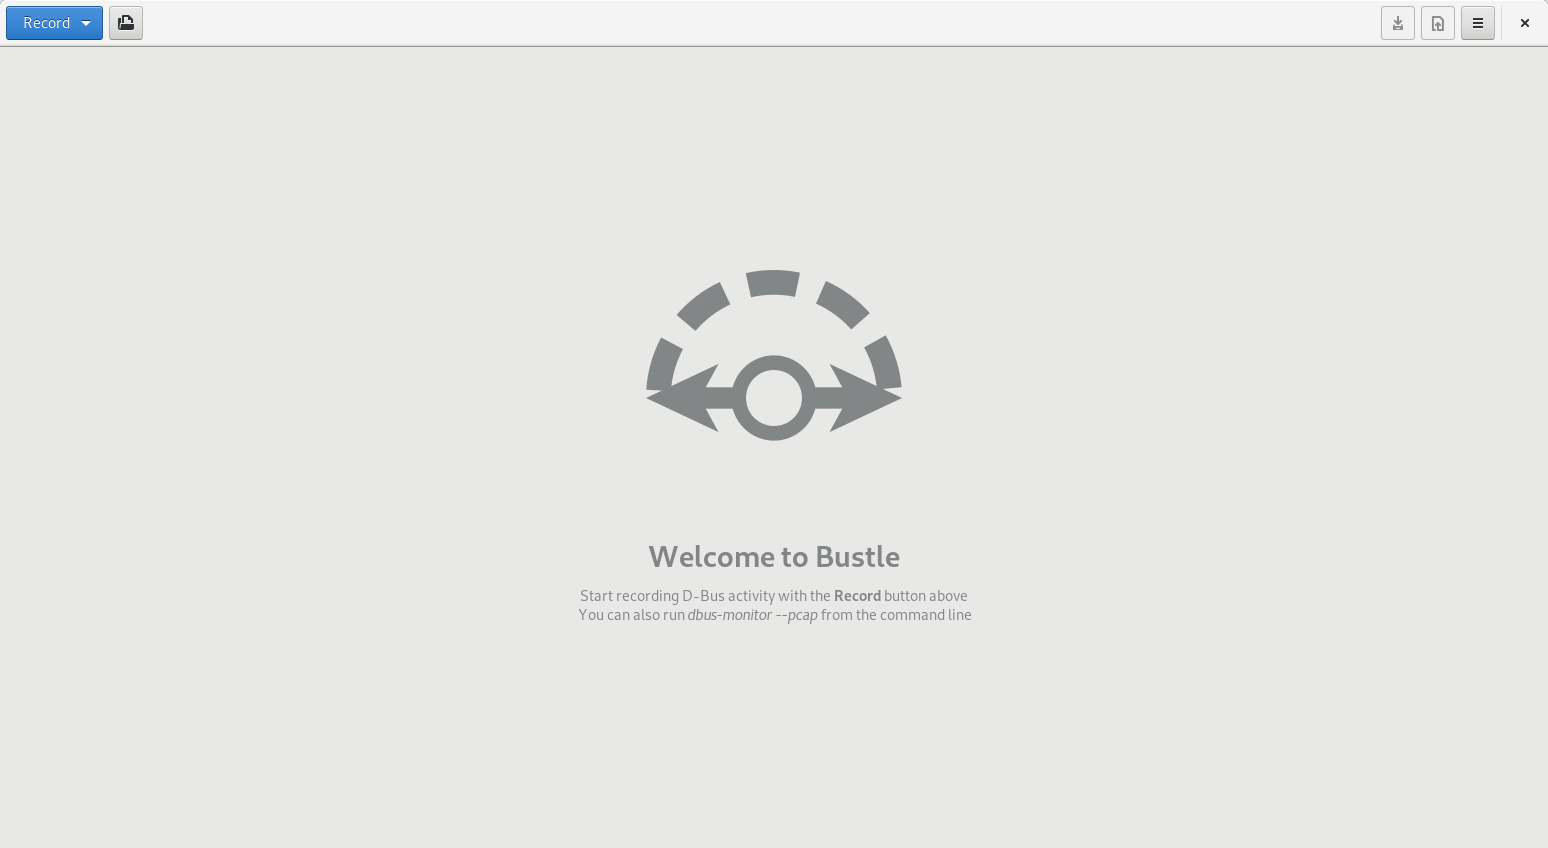 Record
Welcome to Bustle
Start recording D-Bus activity with the Record button above
You can also run dbus-monitor --pcap from the command line